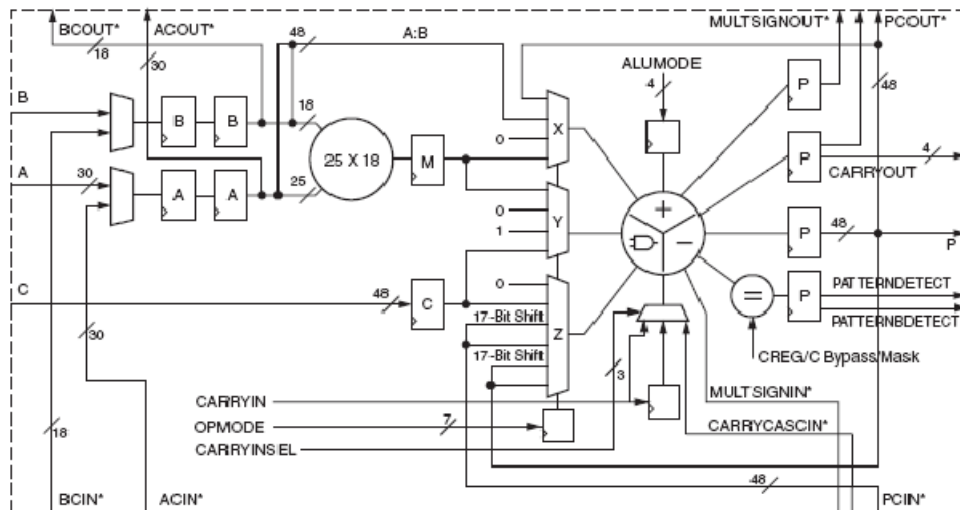 BCOUT*
18
ACOUT*
30
48
A:B
MULTSIGNOUT*
PCOUT*
ALUMODE
4
48
B
B
B
18
25 X 18
M
0
X
P
P
4
CARRYOUT
A
30
A
A
25
0
1
Y
+
−
P
48
P
C
48
C
0
17-Bit Shift
Z
17-Bit Shift
=
P
PATTERNDETECT
PATTERNBDETECT
CREG/C Bypass/Mask
30
3
CARRYIN
OPMODE
7
CARRYINSEL
MULTSIGNIN*
CARRYCASCIN*
18
48
BCIN*
ACIN*
PCIN*